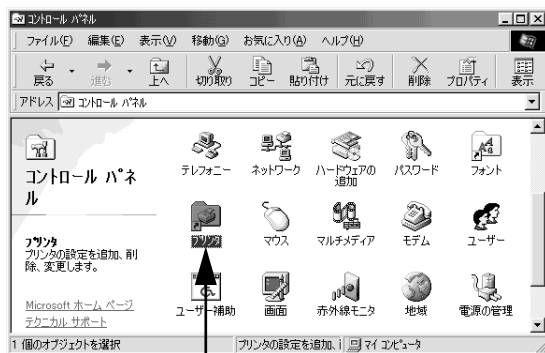 コントロール パネル
ファイル(F) 編集(E) 表示(V) 移動(G) お気に入り(A) ヘルプ(H)
戻る 進む 上へ 切り取り コピー 貼り付け 元に戻す 削除 プロパティ 表示
アドレス コントロール パネル
コントロール パネ
ル
プリンタ
プリンタの設定を追加、削
除、変更します。
Microsoft ホーム ページ
テクニカル サポート
テレフォニー ネットワーク ハードウェアの
追加 パスワード フォント
プリンタ マウス マルチメディア モデム ユーザー
ユーザー補助 画面 赤外線モニタ 地域 電源の管理
1 個のオブジェクトを選択 プリンタの設定を追加、i マイ コンピュータ